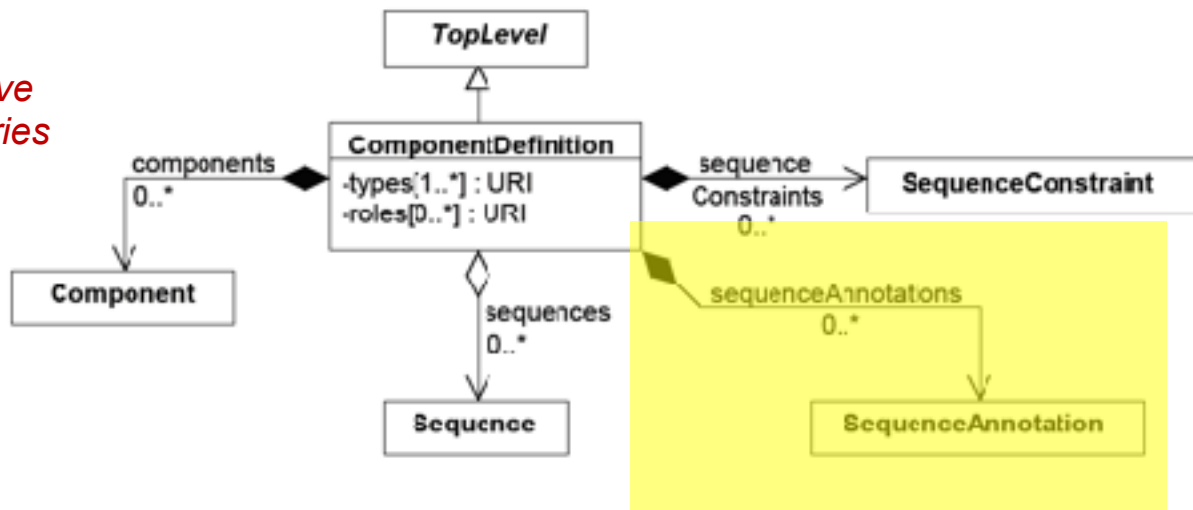 TopLevel
ve
ries
ComponentDefinition
-types[1..*] : URI
-roles[0..*] : URI
components
0..*
sequence
Constraints
0..*
SequenceConstraint
Component
sequences
0..*
sequenceAnnotations
0..*
Sequence
SequenceAnnotation